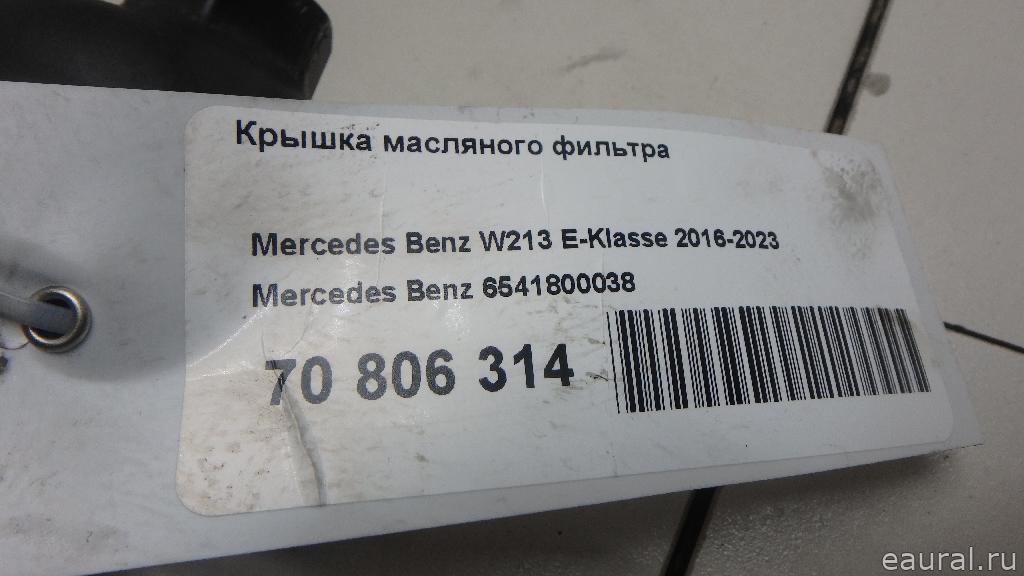 Крышка масляного фильтра
Mercedes Benz W213 E-Klasse 2016-2023
Mercedes Benz 6541800038
70 806 314
eaural.ru